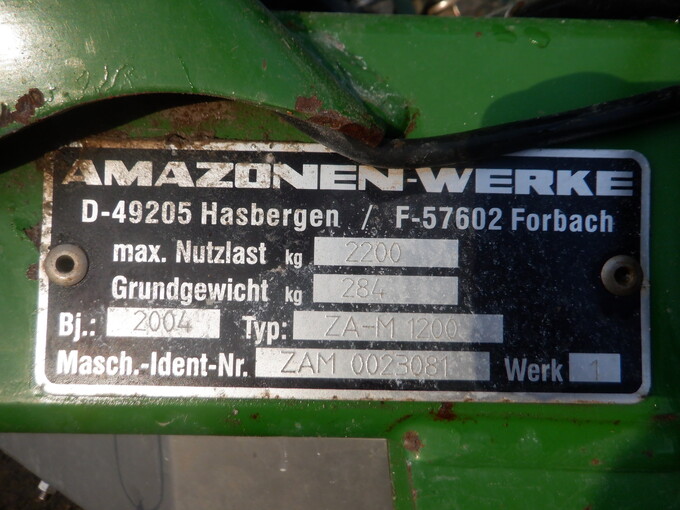 AMAZONEN-WERKE
D-49205 Hasbergen / F-57602 Forbach
max. Nutzlast kg 2200
Grundgewicht kg 284
Bj.: 2004 Typ: ZA-M 1200
Masch.-Ident-Nr. ZAM 0023081 Werk 1